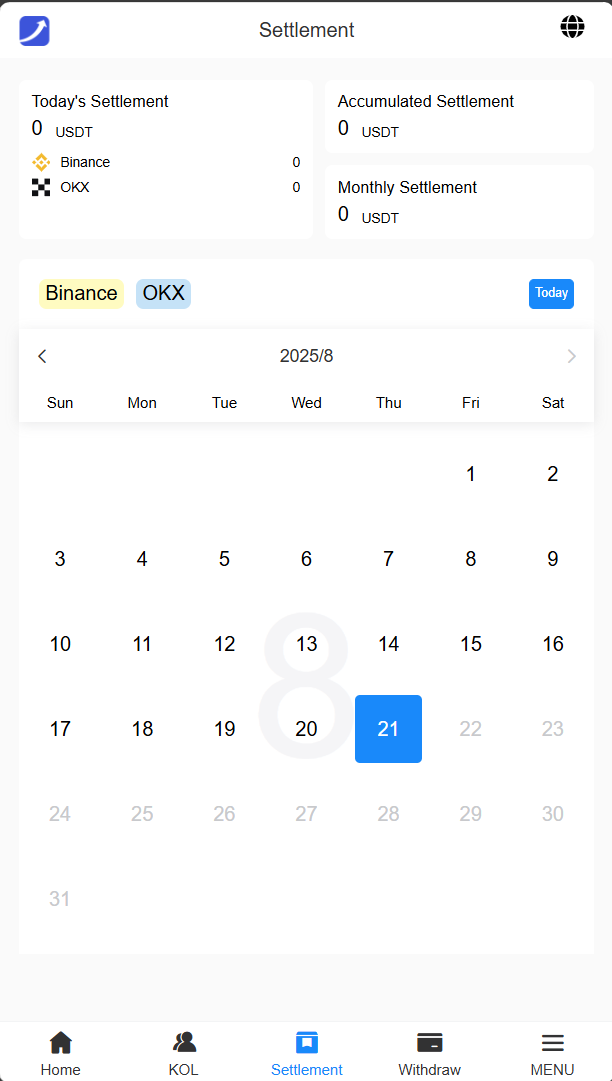 Settlement
Today's Settlement
0 USDT
Binance 0
OKX 0
Accumulated Settlement
0 USDT
Monthly Settlement
0 USDT
Binance OKX Today
2025/8
Sun Mon Tue Wed Thu Fri Sat
1 2
3 4 5 6 7 8 9
10 11 12 13 14 15 16
8
17 18 19 20 21 22 23
24 25 26 27 28 29 30
31
Home KOL Settlement Withdraw MENU